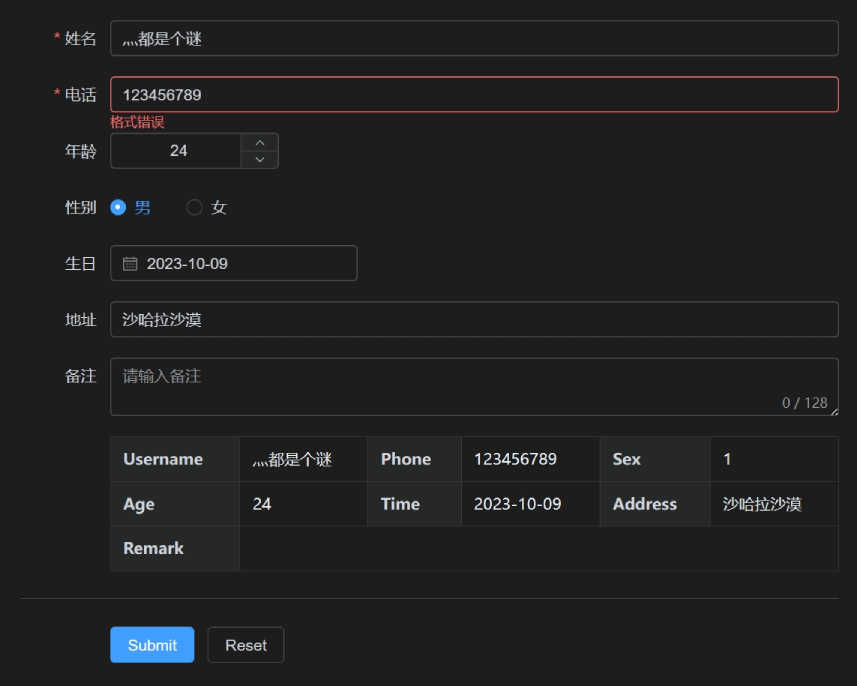 * 姓名 灬都是个谜
* 电话 123456789
格式错误
年龄 24
性别 男 女
生日 2023-10-09
地址 沙哈拉沙漠
备注 请输入备注
0 / 128
Username 灬都是个谜 Phone 123456789 Sex 1
Age 24 Time 2023-10-09 Address 沙哈拉沙漠
Remark
Submit Reset